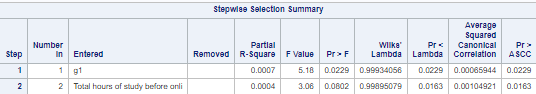 Stepwise Selection Summary
Step Number In Entered Removed Partial R-Square F Value Pr > F Wilks' Lambda Pr < Lambda Average Squared Canonical Correlation Pr > ASCC
1 1 g1 0.0007 5.18 0.0229 0.99934056 0.0229 0.00065944 0.0229
2 2 Total hours of study before onli 0.0004 3.06 0.0802 0.99895079 0.0163 0.00104921 0.0163